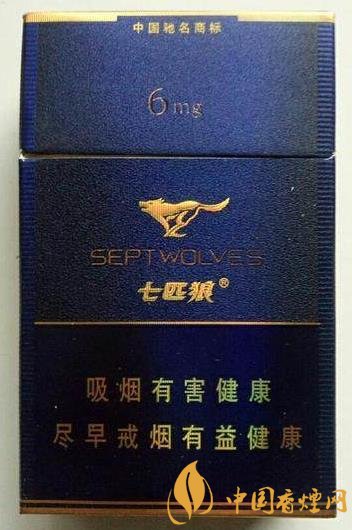 中国驰名商标
6mg
SEPTWOLVES
七匹狼®
吸烟有害健康
尽早戒烟有益健康
中国香烟网